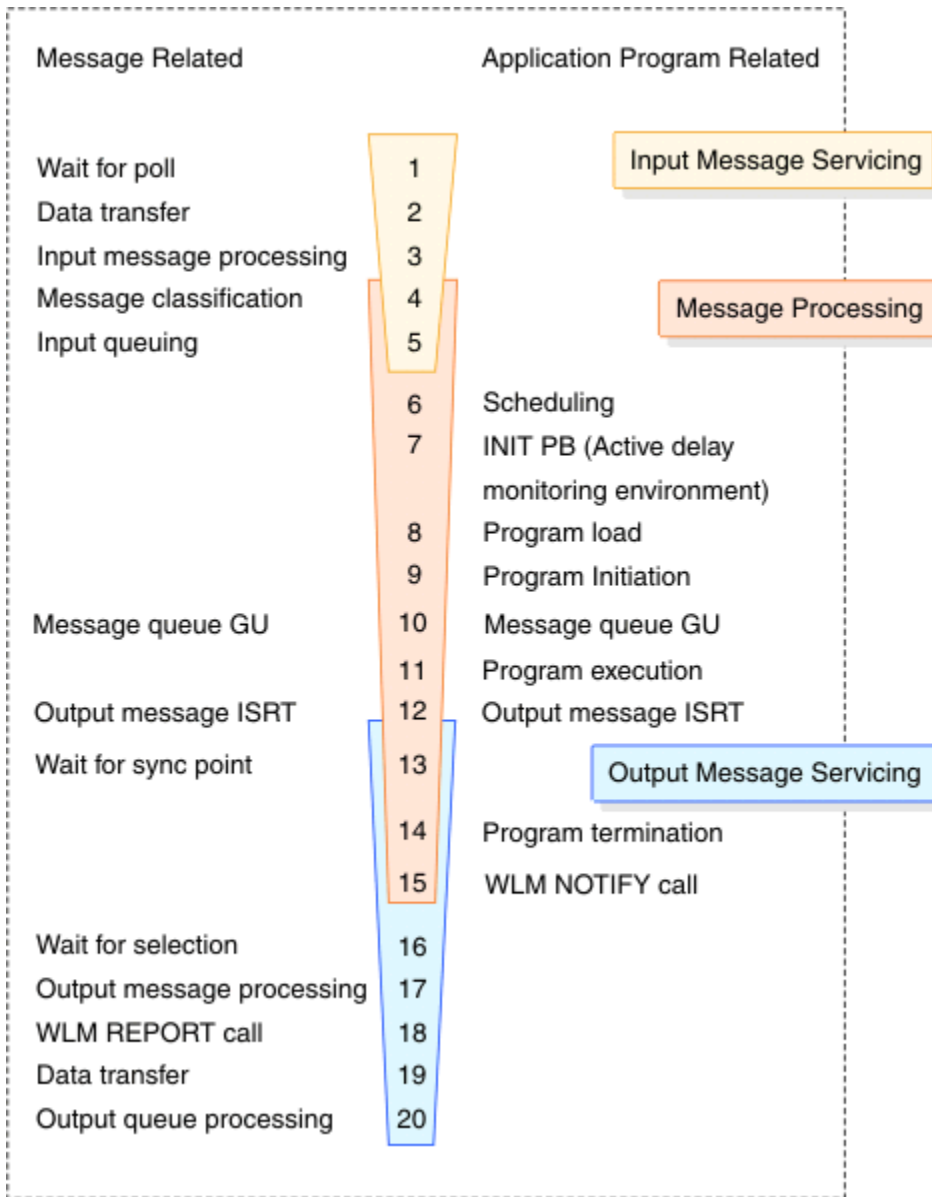 Message Related Application Program Related
Wait for poll 1 Input Message Servicing
Data transfer 2
Input message processing 3
Message classification 4 Message Processing
Input queuing 5
6 Scheduling
7 INIT PB (Active delay
monitoring environment)
8 Program load
9 Program Initiation
Message queue GU 10 Message queue GU
11 Program execution
Output message ISRT 12 Output message ISRT
Wait for sync point 13 Output Message Servicing
14 Program termination
15 WLM NOTIFY call
Wait for selection 16
Output message processing 17
WLM REPORT call 18
Data transfer 19
Output queue processing 20